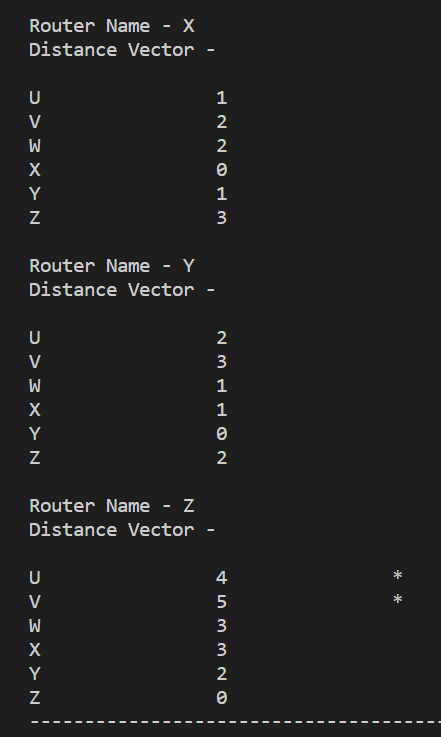 Router Name - X
Distance Vector -
U 1
V 2
W 2
X 0
Y 1
Z 3
Router Name - Y
Distance Vector -
U 2
V 3
W 1
X 1
Y 0
Z 2
Router Name - Z
Distance Vector -
U 4 *
V 5 *
W 3
X 3
Y 2
Z 0
--------------------------------------